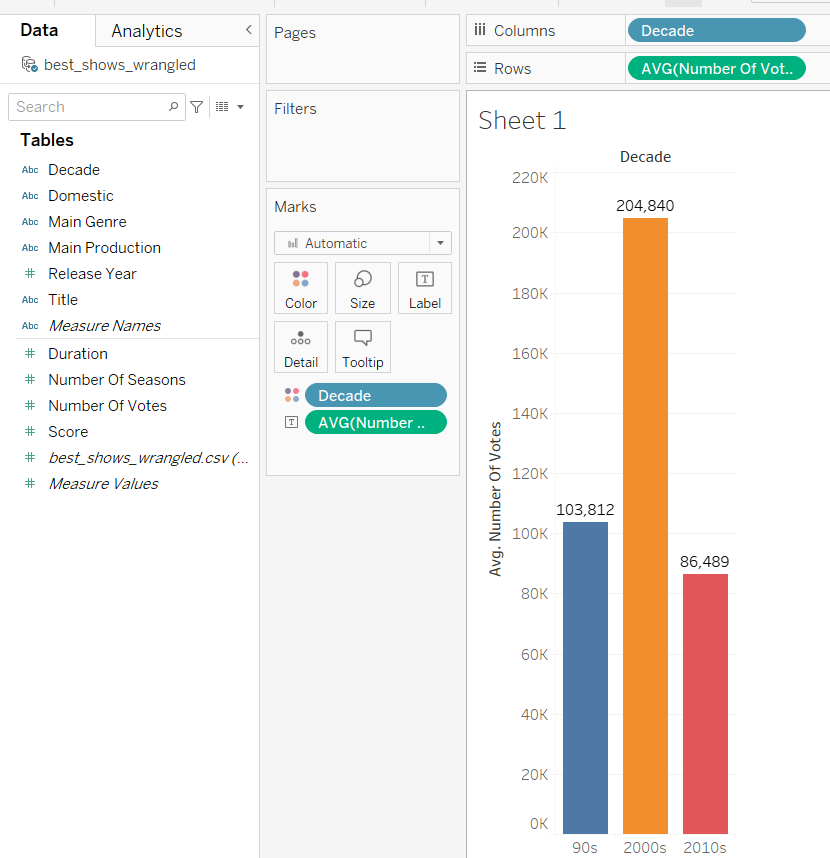 Data
Analytics
best_shows_wrangled
Search
Tables
Abc Decade
Abc Domestic
Abc Main Genre
Abc Main Production
# Release Year
Abc Title
Abc Measure Names
# Duration
# Number Of Seasons
# Number Of Votes
# Score
# best_shows_wrangled.csv (...
# Measure Values
Pages
Filters
Marks
Automatic
Color Size T Label
Detail Tooltip
Decade
T AVG(Number ..
Columns Decade
Rows AVG(Number Of Vot..
Sheet 1
Decade
Avg. Number Of Votes
220K
200K
180K
160K
140K
120K
100K
80K
60K
40K
20K
0K
103,812
204,840
86,489
90s 2000s 2010s